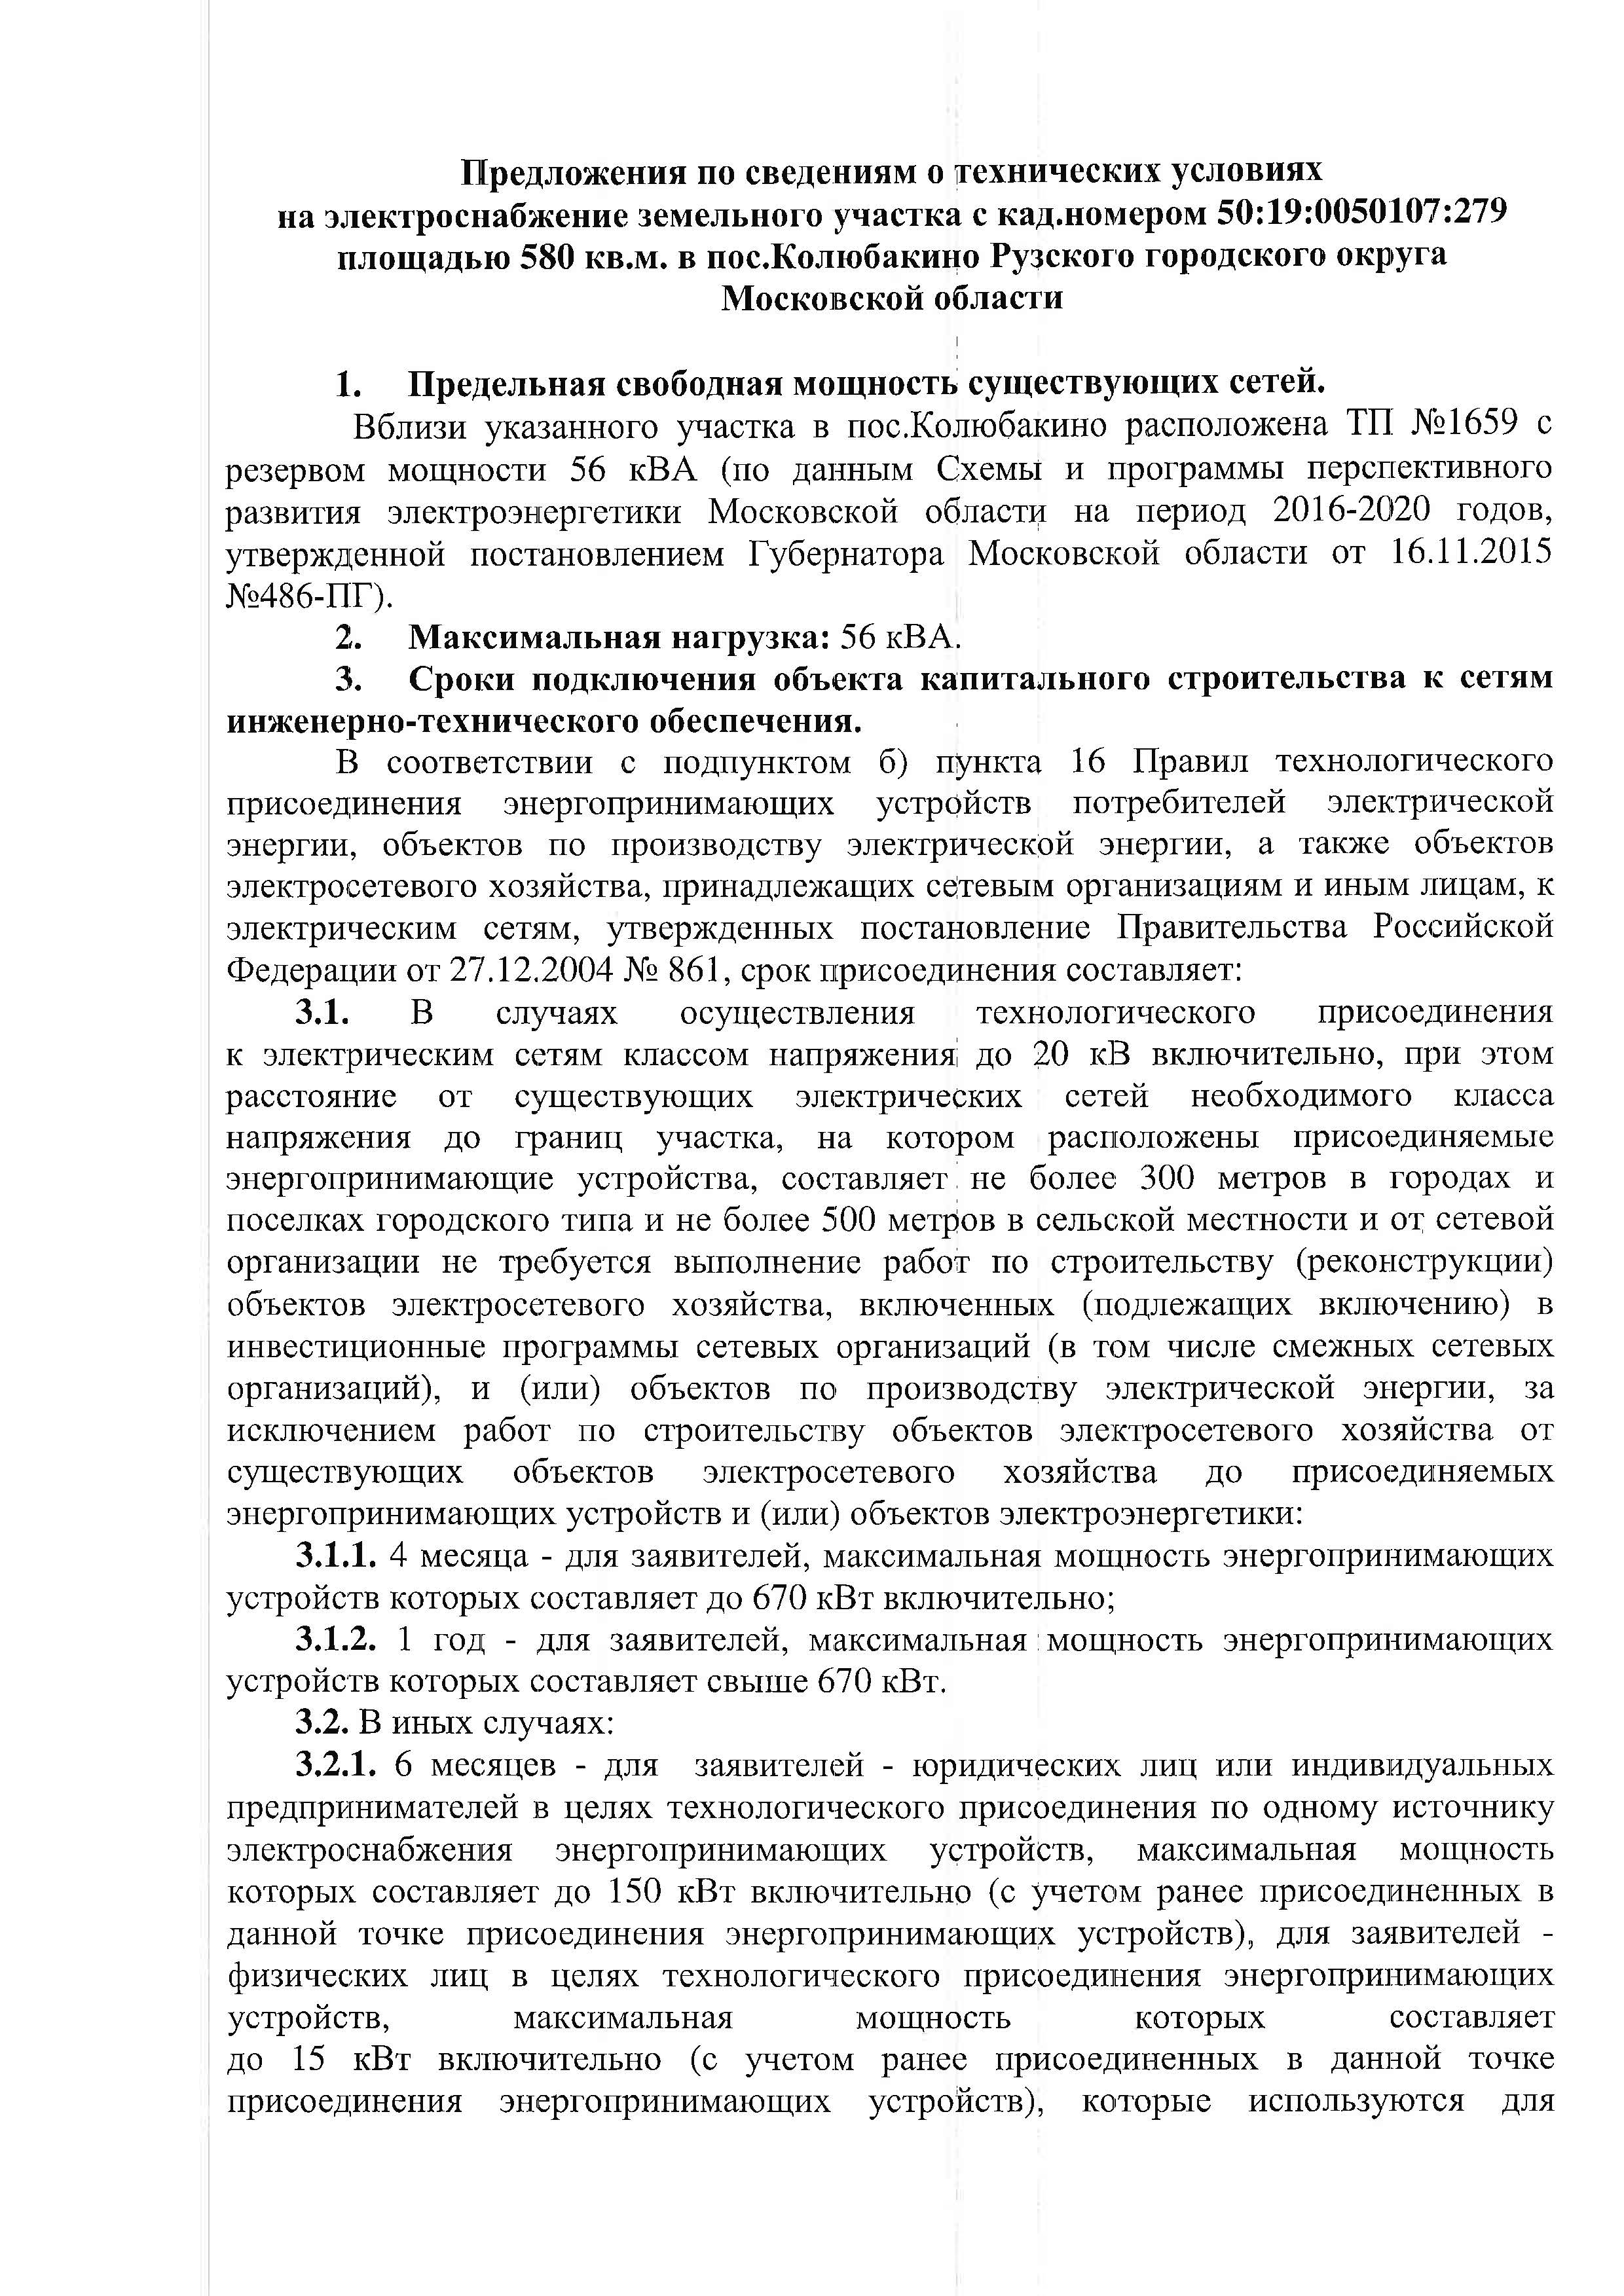 Предложения по сведениям о технических условиях
на электроснабжение земельного участка с кад.номером 50:19:0050107:279
площадью 580 кв.м. в пос.Колюбакино Рузского городского округа
Московской области
1. Предельная свободная мощность существующих сетей.
Вблизи указанного участка в пос.Колюбакино расположена ТП №1659 с
резервом мощности 56 кВА (по данным Схемы и программы перспективного
развития электроэнергетики Московской области на период 2016-2020 годов,
утвержденной постановлением Губернатора Московской области от 16.11.2015
№486-ПГ).
2. Максимальная нагрузка: 56 кВА.
3. Сроки подключения объекта капитального строительства к сетям
инженерно-технического обеспечения.
В соответствии с подпунктом б) пункта 16 Правил технологического
присоединения энергопринимающих устройств потребителей электрической
энергии, объектов по производству электрической энергии, а также объектов
электросетевого хозяйства, принадлежащих сетевым организациям и иным лицам, к
электрическим сетям, утвержденных постановление Правительства Российской
Федерации от 27.12.2004 № 861, срок присоединения составляет:
3.1. В случаях осуществления технологического присоединения
к электрическим сетям классом напряжения до 20 кВ включительно, при этом
расстояние от существующих электрических сетей необходимого класса
напряжения до границ участка, на котором расположены присоединяемые
энергопринимающие устройства, составляет не более 300 метров в городах и
поселках городского типа и не более 500 метров в сельской местности и от сетевой
организации не требуется выполнение работ по строительству (реконструкции)
объектов электросетевого хозяйства, включенных (подлежащих включению) в
инвестиционные программы сетевых организаций (в том числе смежных сетевых
организаций), и (или) объектов по производству электрической энергии, за
исключением работ по строительству объектов электросетевого хозяйства от
существующих объектов электросетевого хозяйства до присоединяемых
энергопринимающих устройств и (или) объектов электроэнергетики:
3.1.1. 4 месяца - для заявителей, максимальная мощность энергопринимающих
устройств которых составляет до 670 кВт включительно;
3.1.2. 1 год - для заявителей, максимальная мощность энергопринимающих
устройств которых составляет свыше 670 кВт.
3.2. В иных случаях:
3.2.1. 6 месяцев - для заявителей - юридических лиц или индивидуальных
предпринимателей в целях технологического присоединения по одному источнику
электроснабжения энергопринимающих устройств, максимальная мощность
которых составляет до 150 кВт включительно (с учетом ранее присоединенных в
данной точке присоединения энергопринимающих устройств), для заявителей -
физических лиц в целях технологического присоединения энергопринимающих
устройств, максимальная мощность которых составляет
до 15 кВт включительно (с учетом ранее присоединенных в данной точке
присоединения энергопринимающих устройств), которые используются для